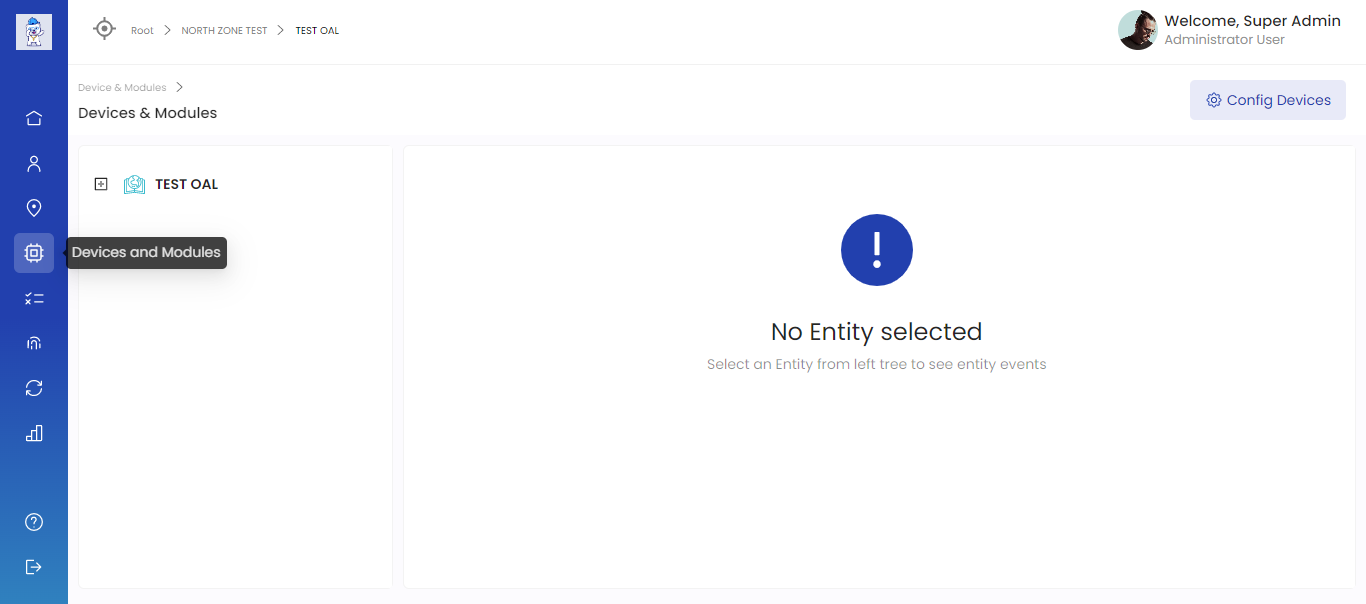 Root > NORTH ZONE TEST > TEST OAL
Welcome, Super Admin
Administrator User
Device & Modules >
Devices & Modules
Config Devices
TEST OAL
Devices and Modules
No Entity selected
Select an Entity from left tree to see entity events